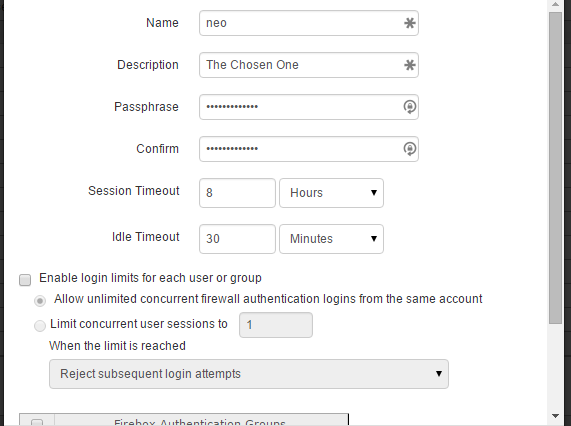 Name neo
Description The Chosen One
Passphrase •••••••••••••
Confirm •••••••••••••
Session Timeout 8 Hours
Idle Timeout 30 Minutes
Enable login limits for each user or group
Allow unlimited concurrent firewall authentication logins from the same account
Limit concurrent user sessions to 1
When the limit is reached
Reject subsequent login attempts
Firebox Authentication Groups